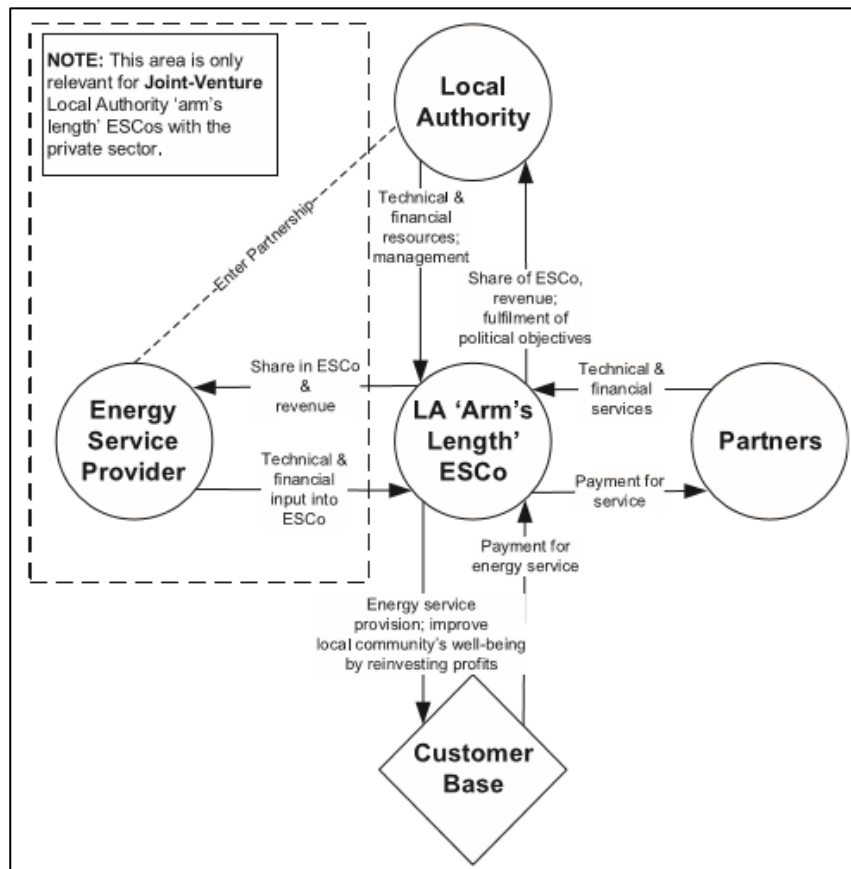 NOTE: This area is only
relevant for Joint-Venture
Local Authority 'arm's
length' ESCos with the
private sector.
Local
Authority
Enter Partnership
Technical &
financial
resources;
management
Share of ESCo,
revenue;
fulfilment of
political objectives
Share in ESCo
&
revenue
Technical &
financial
services
Energy
Service
Provider
LA 'Arm's
Length'
ESCo
Partners
Technical &
financial
input into
ESCo
Payment for
service
Payment for
energy service
Energy service
provision; improve
local community's well-being
by reinvesting profits
Customer
Base